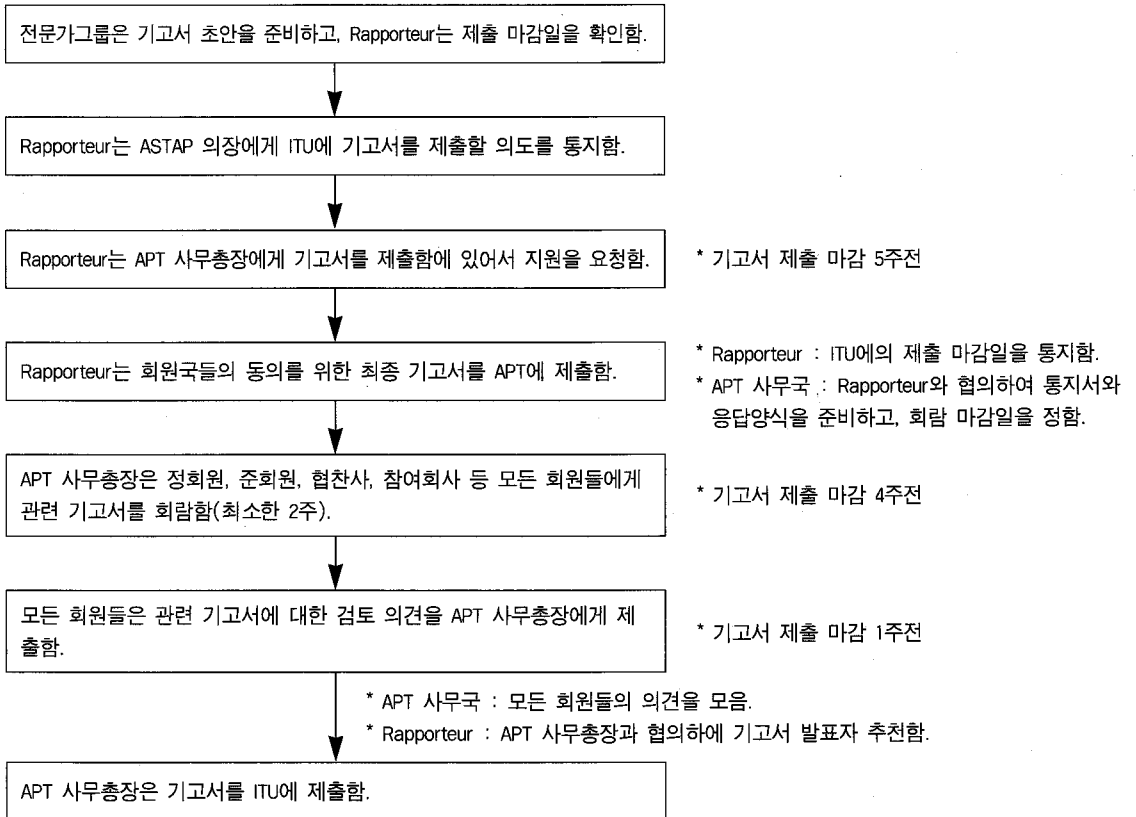 전문가그룹은 기고서 초안을 준비하고, Rapporteur는 제출 마감일을 확인함.
Rapporteur는 ASTAP 의장에게 ITU에 기고서를 제출할 의도를 통지함.
Rapporteur는 APT 사무총장에게 기고서를 제출함에 있어서 지원을 요청함.
* 기고서 제출 마감 5주전
Rapporteur는 회원국들의 동의를 위한 최종 기고서를 APT에 제출함.
* Rapporteur : ITU에의 제출 마감일을 통지함.
* APT 사무국 : Rapporteur와 협의하여 통지서와
응답양식을 준비하고, 회람 마감일을 정함.
APT 사무총장은 정회원, 준회원, 협찬사, 참여회사 등 모든 회원들에게
관련 기고서를 회람함(최소한 2주).
* 기고서 제출 마감 4주전
모든 회원들은 관련 기고서에 대한 검토 의견을 APT 사무총장에게 제
출함.
* 기고서 제출 마감 1주전
* APT 사무국 : 모든 회원들의 의견을 모음.
* Rapporteur : APT 사무총장과 협의하에 기고서 발표자 추천함.
APT 사무총장은 기고서를 ITU에 제출함.